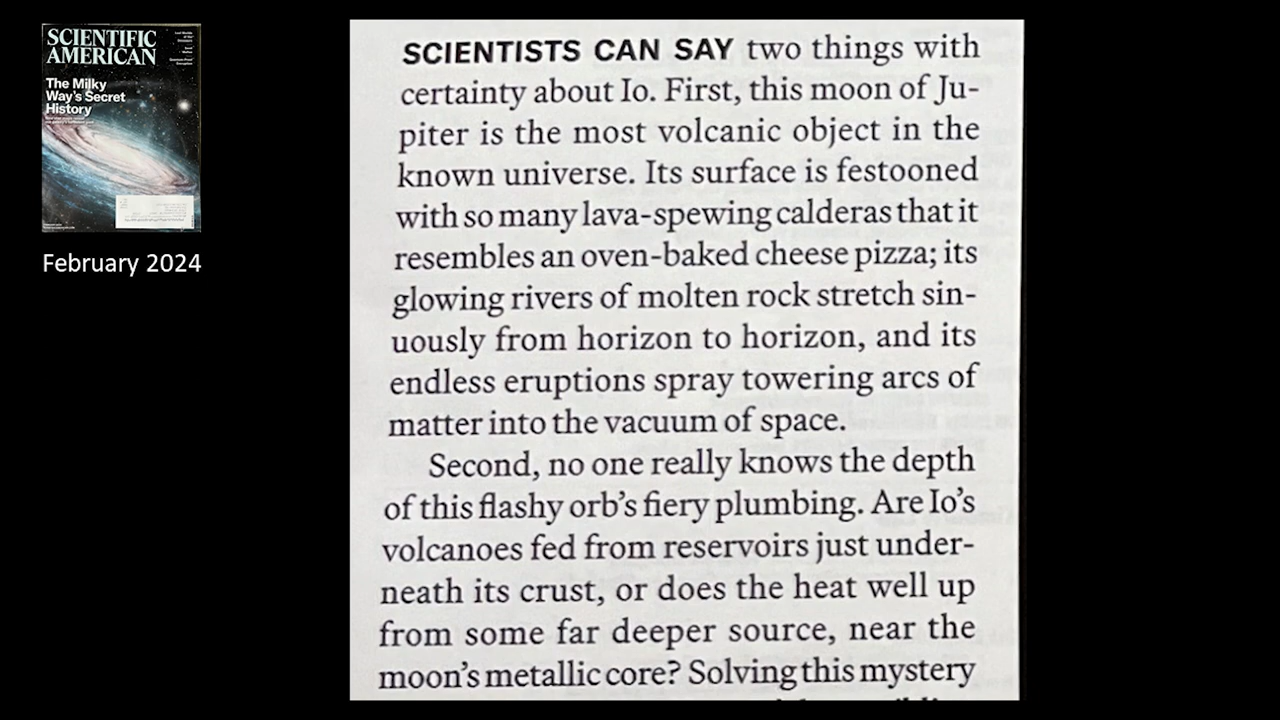 SCIENTIFIC
AMERICAN
The Milky
Way's Secret
History
February 2024
SCIENTISTS CAN SAY two things with
certainty about Io. First, this moon of Ju-
piter is the most volcanic object in the
known universe. Its surface is festooned
with so many lava-spewing calderas that it
resembles an oven-baked cheese pizza; its
glowing rivers of molten rock stretch sin-
uously from horizon to horizon, and its
endless eruptions spray towering arcs of
matter into the vacuum of space.
Second, no one really knows the depth
of this flashy orb's fiery plumbing. Are Io's
volcanoes fed from reservoirs just under-
neath its crust, or does the heat well up
from some far deeper source, near the
moon's metallic core? Solving this mystery